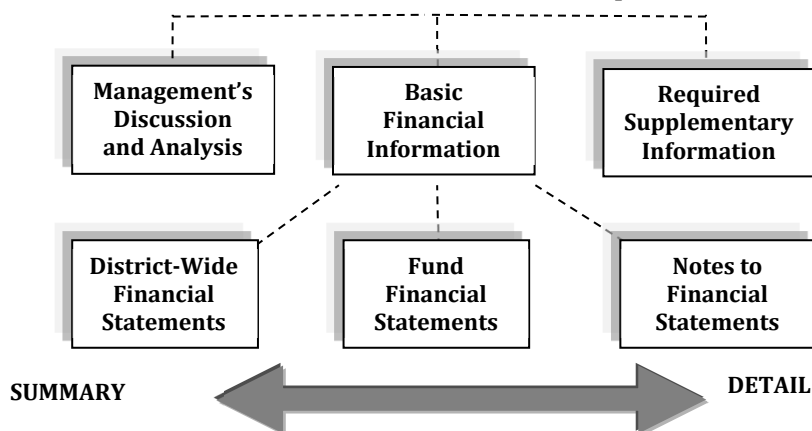 Management's
Discussion
and Analysis
Basic
Financial
Information
Required
Supplementary
Information
District-Wide
Financial
Statements
Fund
Financial
Statements
Notes to
Financial
Statements
SUMMARY
DETAIL